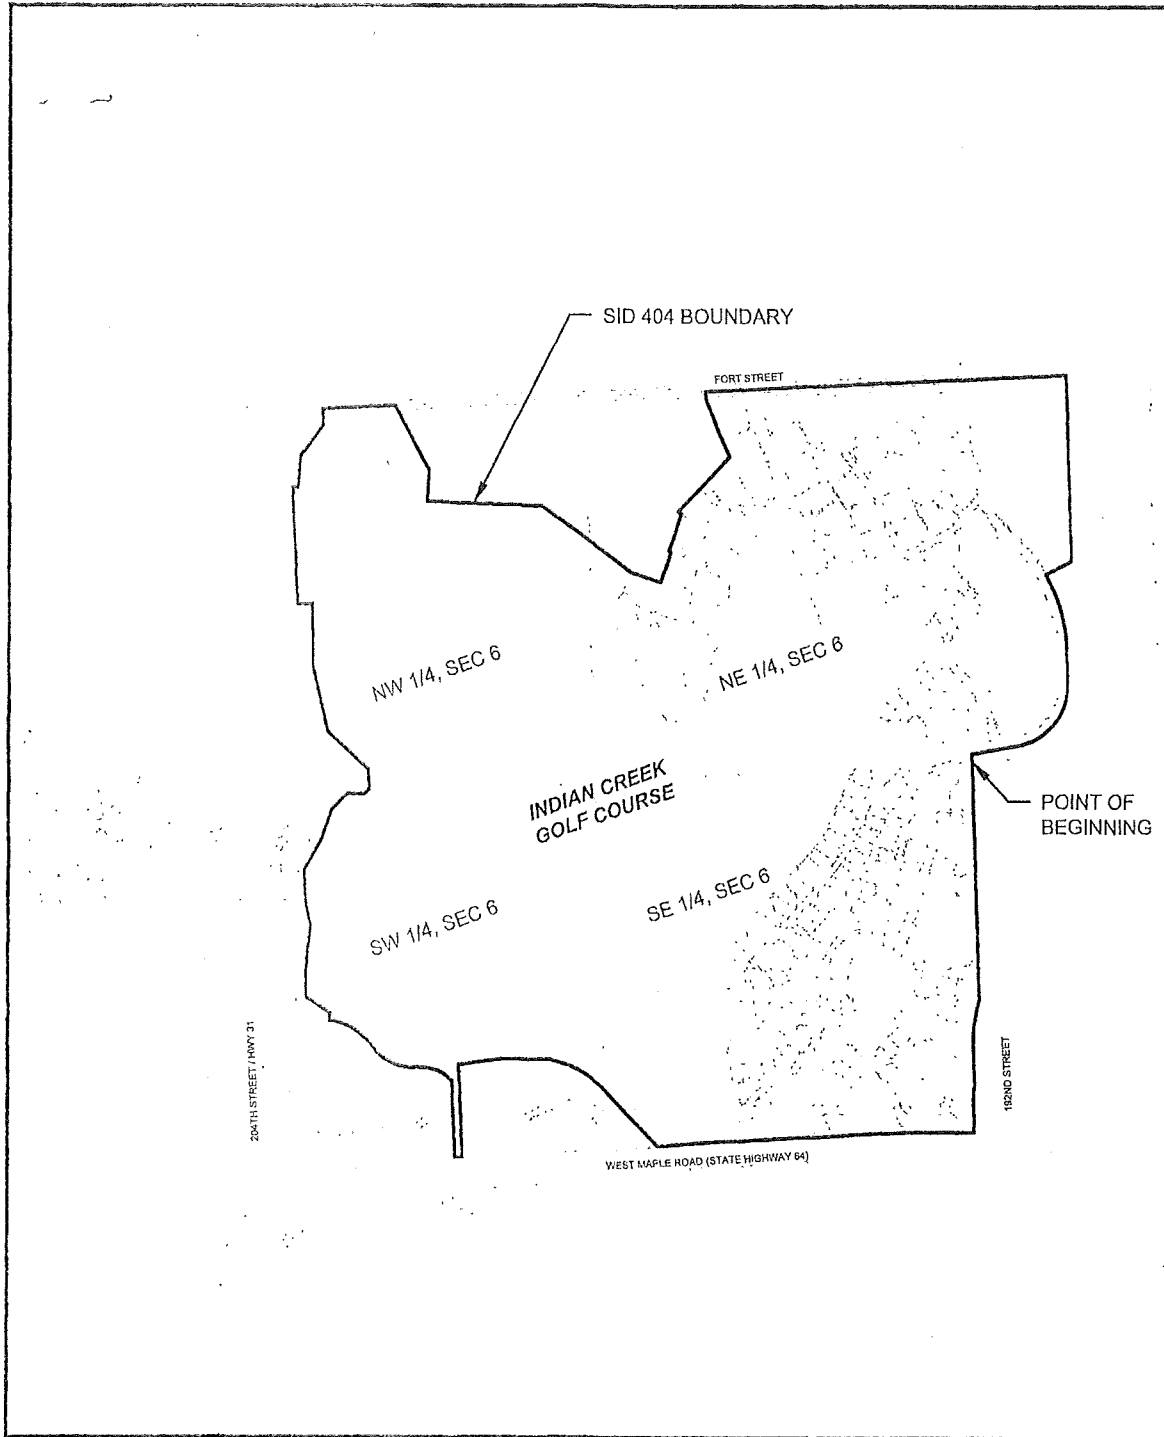 SID 404 BOUNDARY
FORT STREET
NW 1/4, SEC 6
NE 1/4, SEC 6
INDIAN CREEK
GOLF COURSE
POINT OF
BEGINNING
SW 1/4, SEC 6
SE 1/4, SEC 6
204TH STREET / HWY 31
192ND STREET
WEST MAPLE ROAD (STATE HIGHWAY 64)